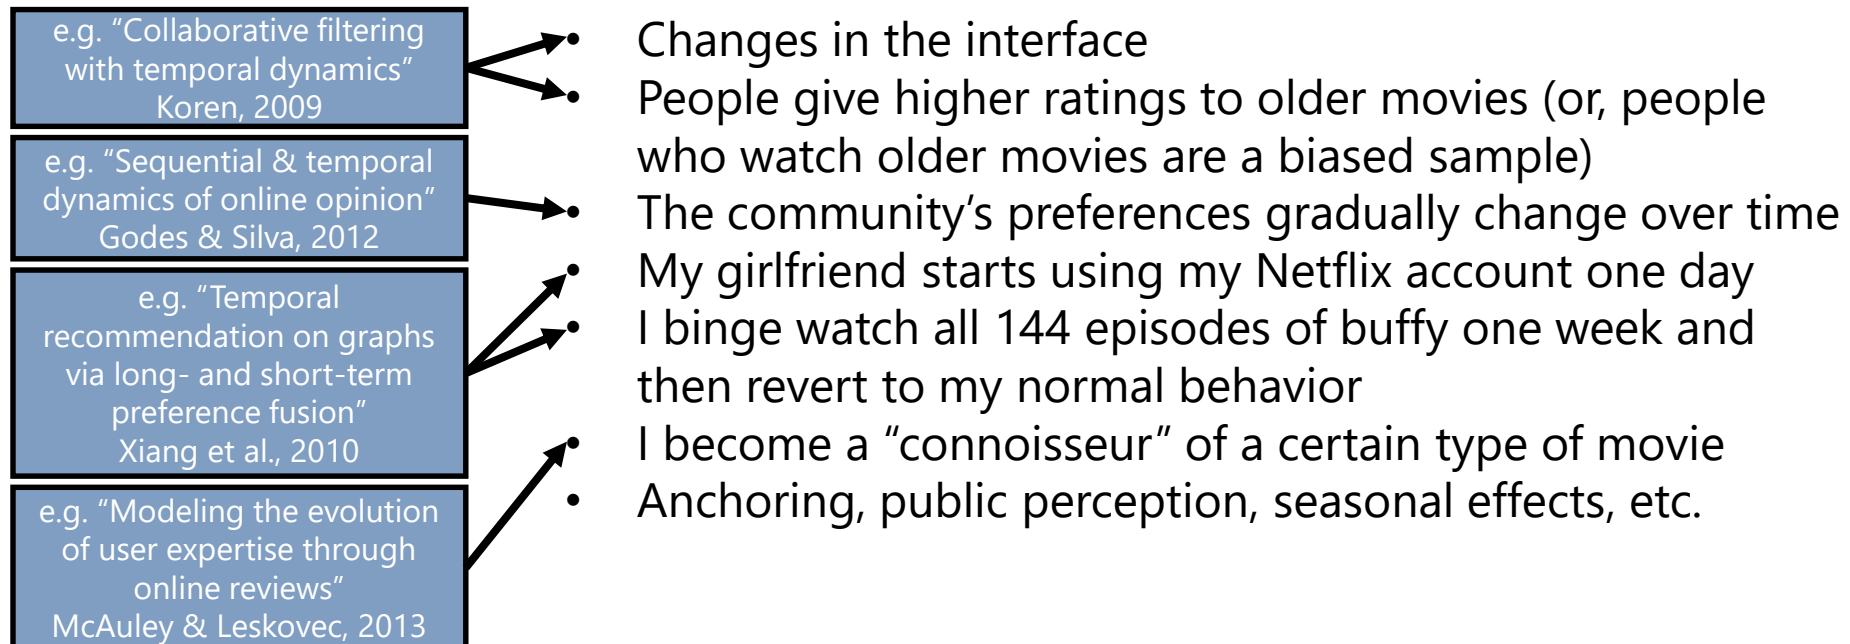 e.g. “Collaborative filtering
with temporal dynamics”
Koren, 2009
e.g. “Sequential & temporal
dynamics of online opinion”
Godes & Silva, 2012
e.g. “Temporal
recommendation on graphs
via long- and short-term
preference fusion”
Xiang et al., 2010
e.g. “Modeling the evolution
of user expertise through
online reviews”
McAuley & Leskovec, 2013
• Changes in the interface
• People give higher ratings to older movies (or, people
who watch older movies are a biased sample)
• The community’s preferences gradually change over time
• My girlfriend starts using my Netflix account one day
• I binge watch all 144 episodes of buffy one week and
then revert to my normal behavior
• I become a “connoisseur” of a certain type of movie
• Anchoring, public perception, seasonal effects, etc.